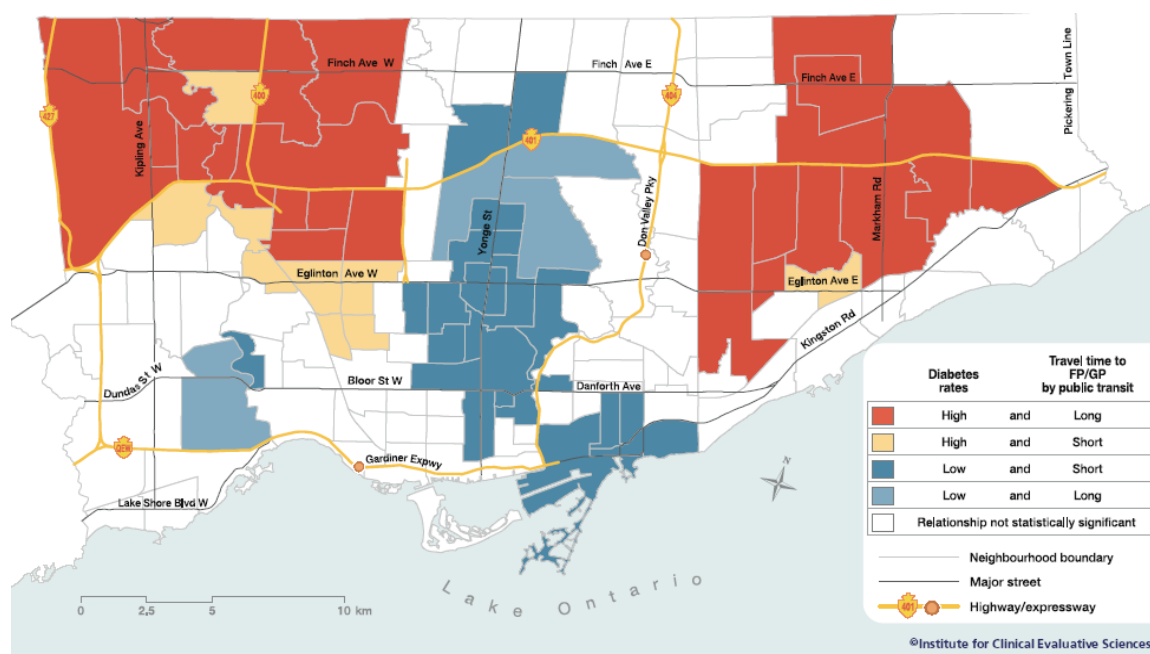 Finch Ave W
Finch Ave E
Finch Ave E
Pickering Town Line
427
400
404
401
Kipling Ave
Yonge St
Don Valley Pky
Markham Rd
Eglinton Ave W
Eglinton Ave E
Kingston Rd
Dundas St W
Bloor St W
Danforth Ave
QEW
Gardiner Expwy
Lake Shore Blvd W
N
Lake Ontario
0 2,5 5 10 km
Diabetes rates
Travel time to FP/GP by public transit
High and Long
High and Short
Low and Short
Low and Long
Relationship not statistically significant
Neighbourhood boundary
Major street
401 Highway/expressway
©Institute for Clinical Evaluative Sciences